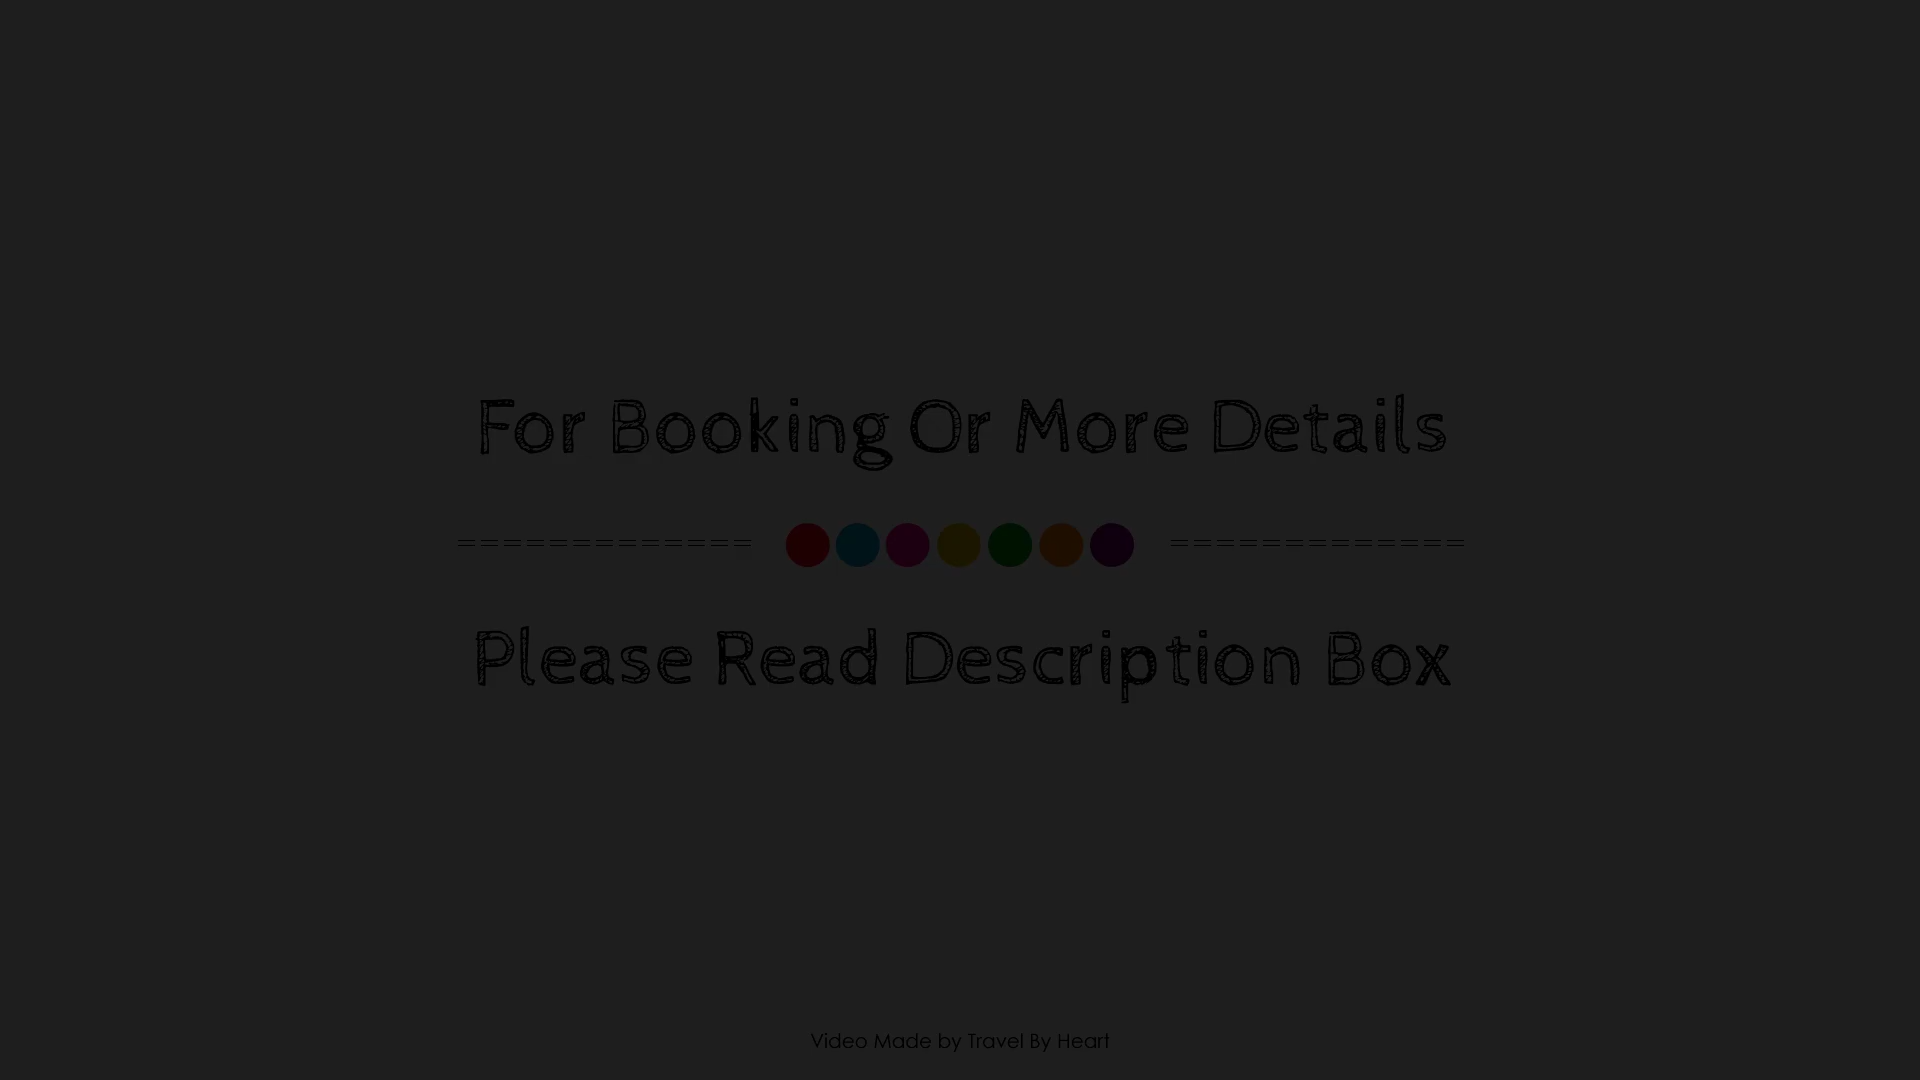 For Booking Or More Details
============= =============
Please Read Description Box
Video Made by Travel By Heart